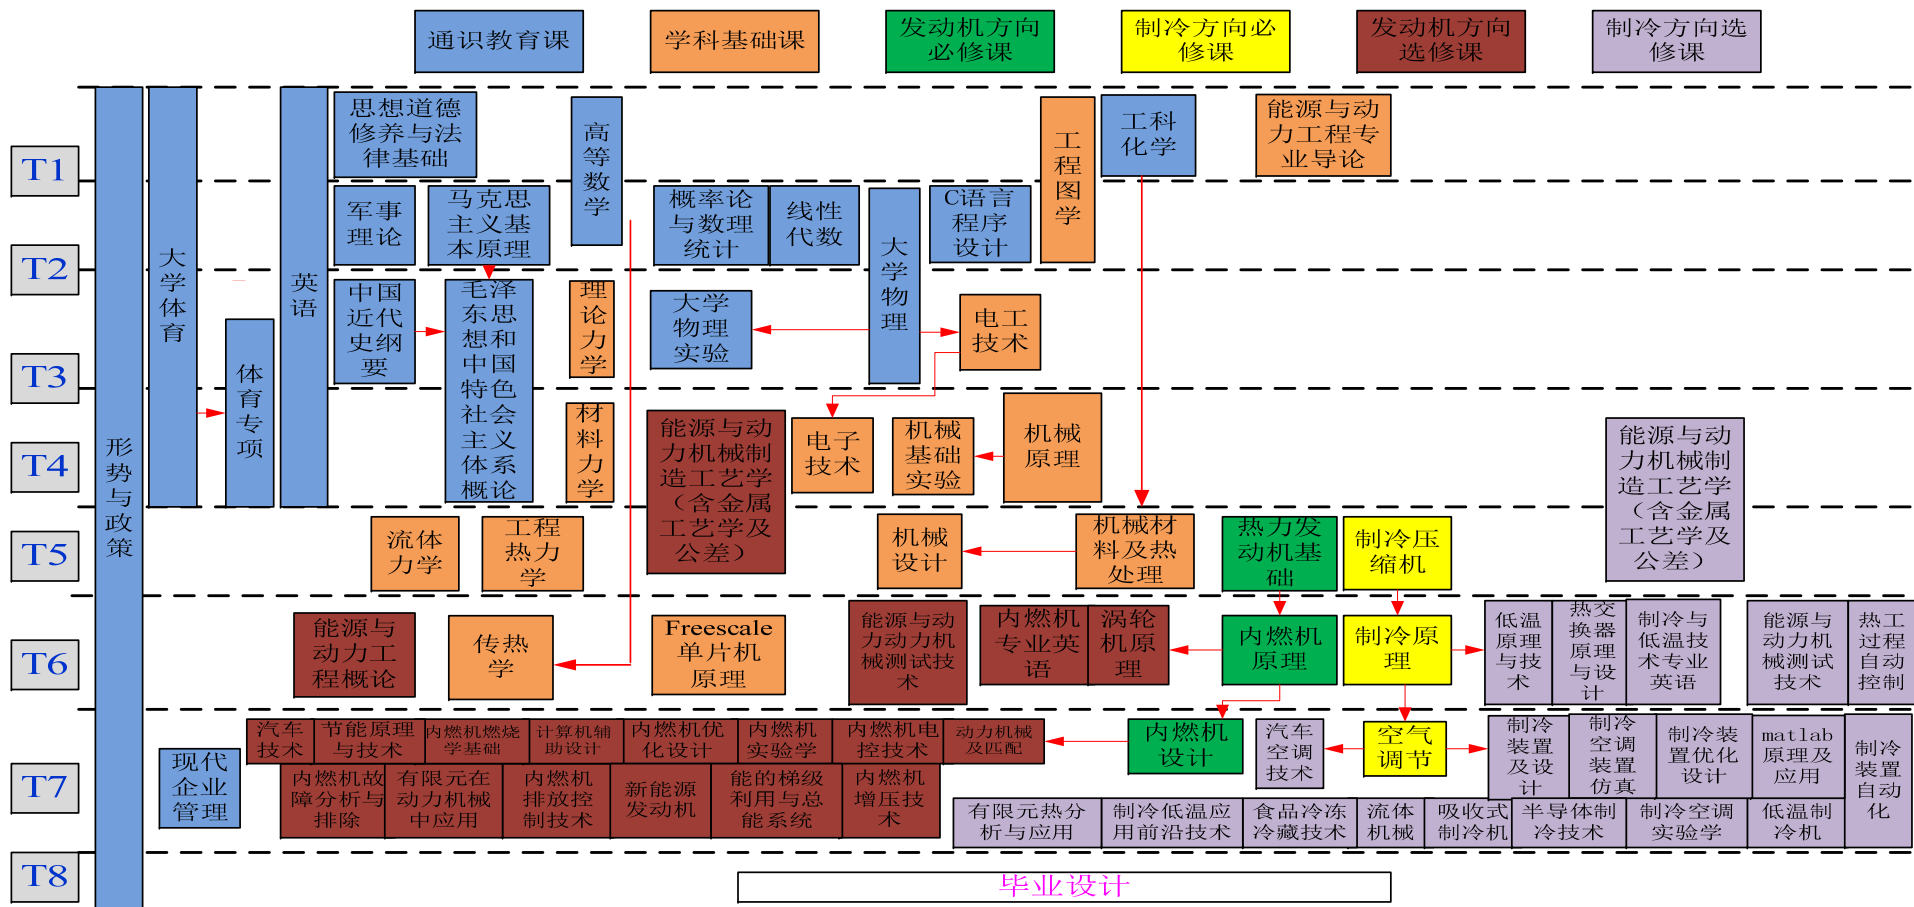 通识教育课
学科基础课
发动机方向
必修课
制冷方向必
修课
发动机方向
选修课
制冷方向选
修课
T1
T2
T3
T4
T5
T6
T7
T8
形势与政策
大学体育
体育专项
英语
思想道德
修养与法
律基础
高等数学
工程图学
工科
化学
能源与动
力工程专
业导论
军事
理论
马克思
主义基
本原理
概率论
与数理
统计
线性
代数
大学物理
C语言
程序
设计
中国
近代
史纲
要
毛泽
东思
想和
中国
特色
社会
主义
体系
概论
理论力学
大学
物理
实验
电工
技术
材料力学
能源与动
力机械制
造工艺学
（含金属
工艺学及
公差）
电子
技术
机械
基础
实验
机械
原理
能源与动
力机械制
造工艺学
（含金属
工艺学及
公差）
流体
力学
工程
热力
学
机械
设计
机械材
料及热
处理
热力发
动机基
础
制冷压
缩机
能源与
动力工
程概论
传热
学
Freescale
单片机
原理
能源与动
力动力机
械测试技
术
内燃机
专业英
语
涡轮
机原
理
内燃机
原理
制冷原
理
低温
原理
与技
术
热交
换器
原理
与设
计
制冷与
低温技
术专业
英语
能源与
动力机
械测试
技术
热工
过程
自动
控制
现代
企业
管理
汽车
技术
节能原理
与技术
内燃机燃烧
学基础
计算机辅
助设计
内燃机优
化设计
内燃机
实验学
内燃机电
控技术
动力机械
及匹配
内燃机
设计
汽车
空调
技术
空气
调节
制冷
装置
及设
计
制冷
空调
装置
仿真
制冷装
置优化
设计
matlab
原理及
应用
制冷
装置
自动
化
内燃机故
障分析与
排除
有限元在
动力机械
中应用
内燃机
排放控
制技术
新能源
发动机
能的梯级
利用与总
能系统
内燃机
增压技
术
有限元热分
析与应用
制冷低温应
用前沿技术
食品冷冻
冷藏技术
流体
机械
吸收式
制冷机
半导体制
冷技术
制冷空调
实验学
低温制
冷机
毕业设计